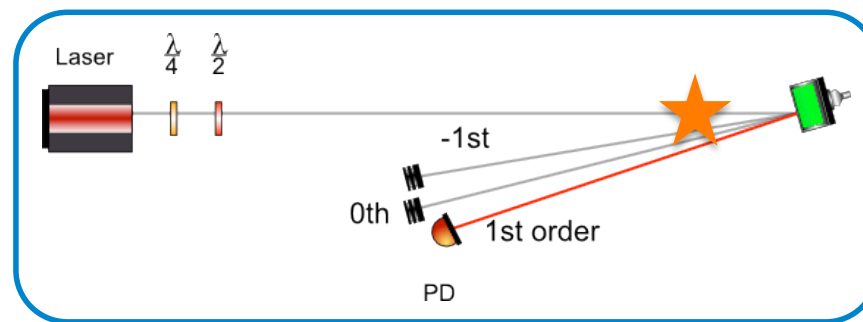 Laser
λ
4
λ
2
-1st
0th
1st order
PD